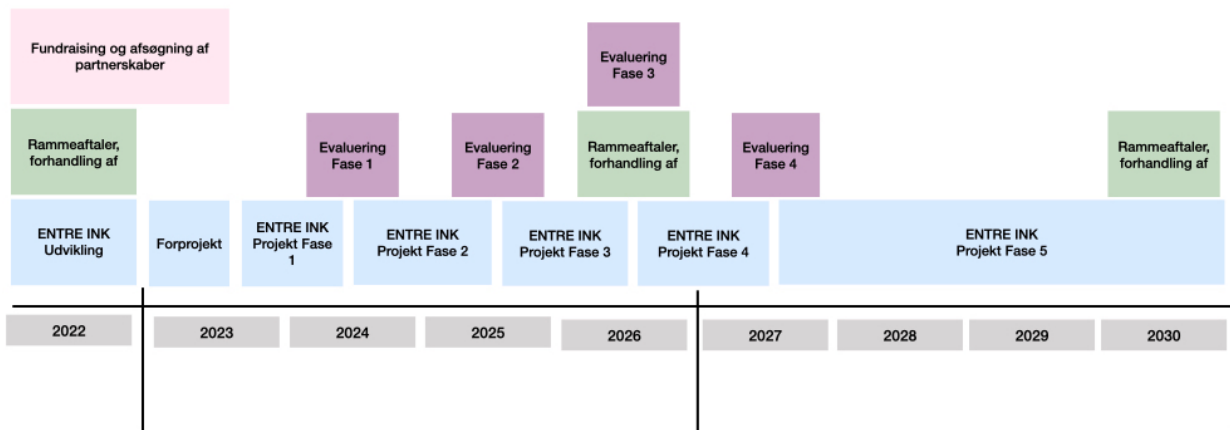 Fundraising og afsøgning af
partnerskaber
Evaluering
Fase 3
Rammeaftaler,
forhandling af
Evaluering
Fase 1
Evaluering
Fase 2
Rammeaftaler,
forhandling af
Evaluering
Fase 4
Rammeaftaler,
forhandling af
ENTRE INK
Udvikling
Forprojekt
ENTRE INK
Projekt Fase
1
ENTRE INK
Projekt Fase 2
ENTRE INK
Projekt Fase 3
ENTRE INK
Projekt Fase 4
ENTRE INK
Projekt Fase 5
2022
2023
2024
2025
2026
2027
2028
2029
2030